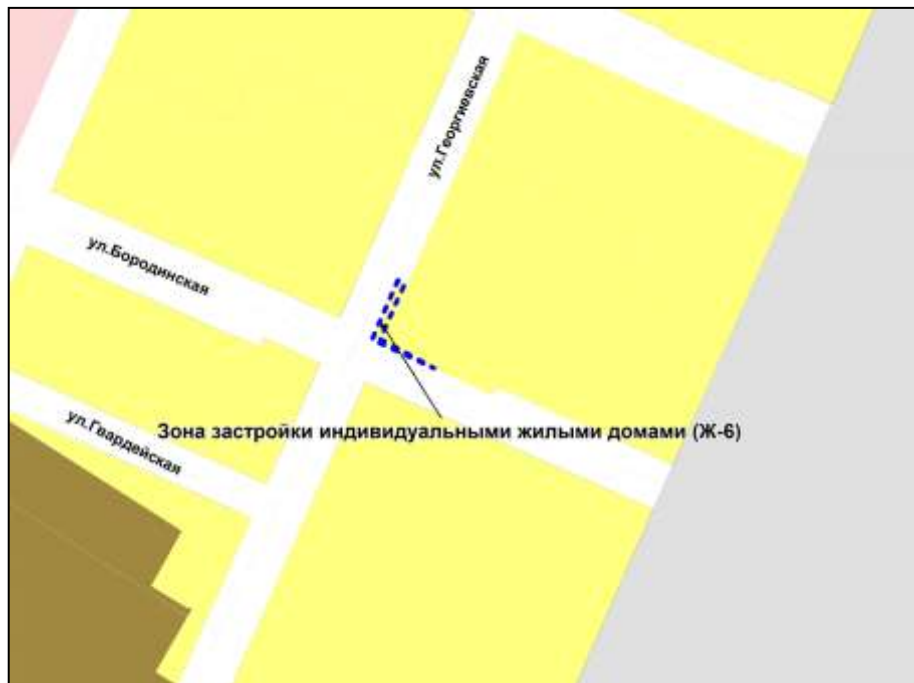 ул.Георгиевская
ул.Бородинская
Зона застройки индивидуальными жилыми домами (Ж-6)
ул.Гвардейская